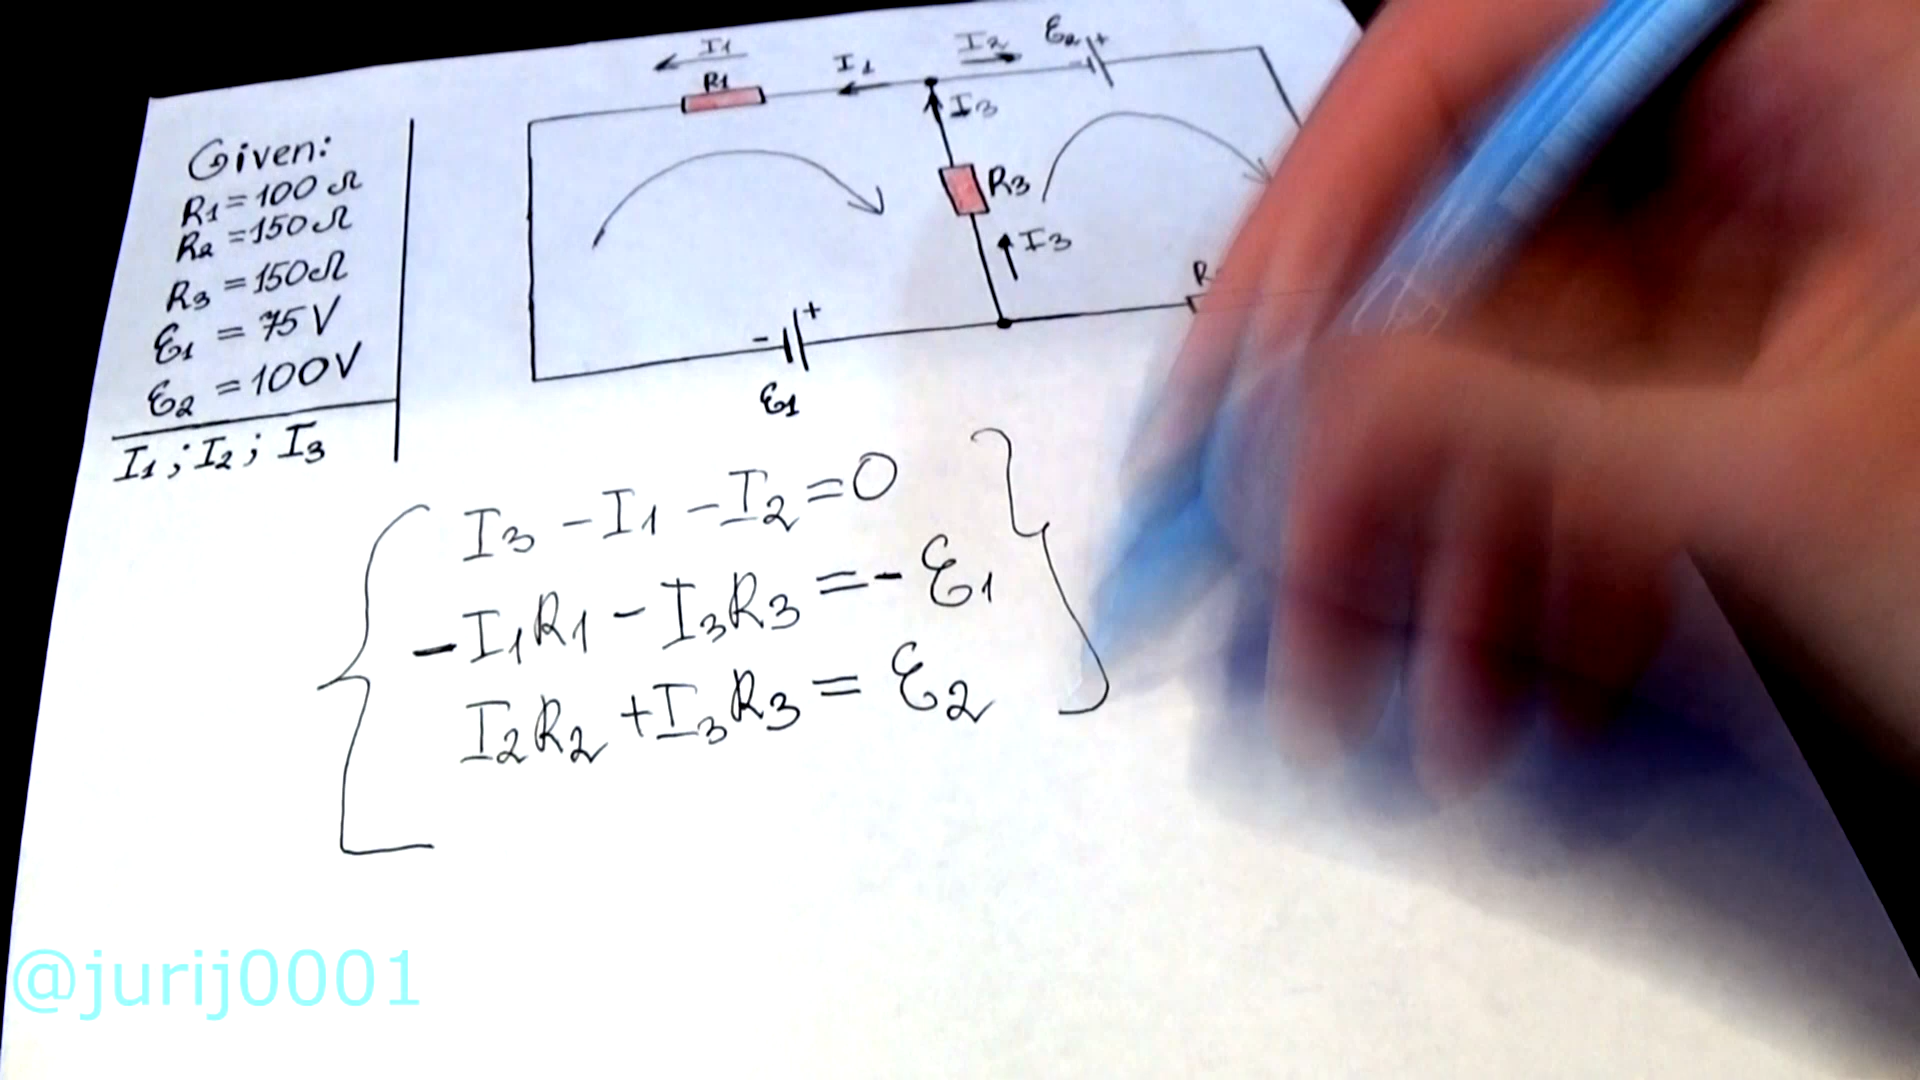 Given:
R1 = 100 Ω
R2 = 150 Ω
R3 = 150 Ω
ε1 = 75 V
ε2 = 100 V
I1 ; I2 ; I3
I1
R1
I1
I2
ε2
- +
I3
R3
I3
- +
ε1
I3 - I1 - I2 = 0
- I1R1 - I3R3 = - ε1
I2R2 + I3R3 = ε2
@jurij0001